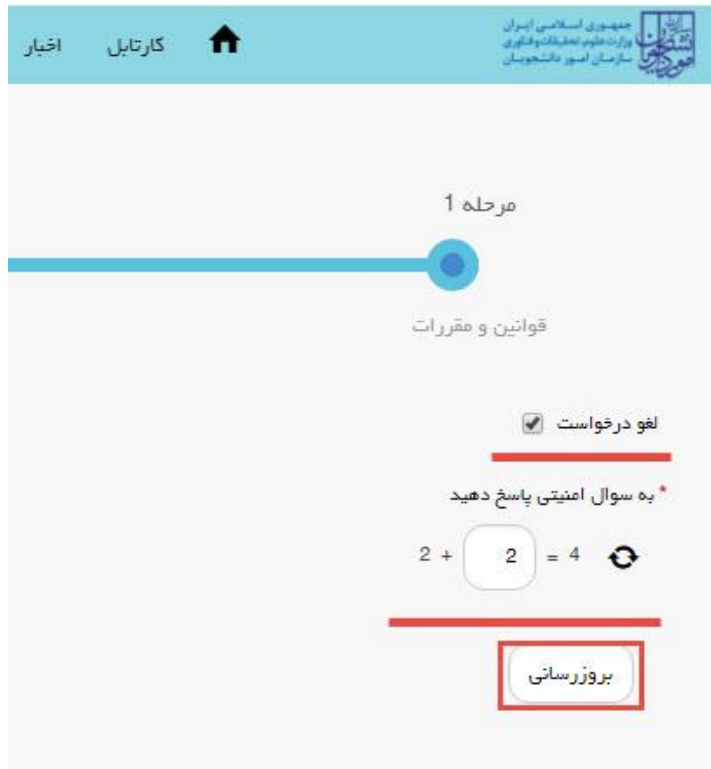 جمهوری اسلامی ایران
وزارت علوم، تحقیقات و فناوری
سازمان امور دانشجویان
کارتابل
اخبار
مرحله 1
قوانین و مقررات
لغو درخواست
* به سوال امنیتی پاسخ دهید
2 + 2 = 4
بروزرسانی